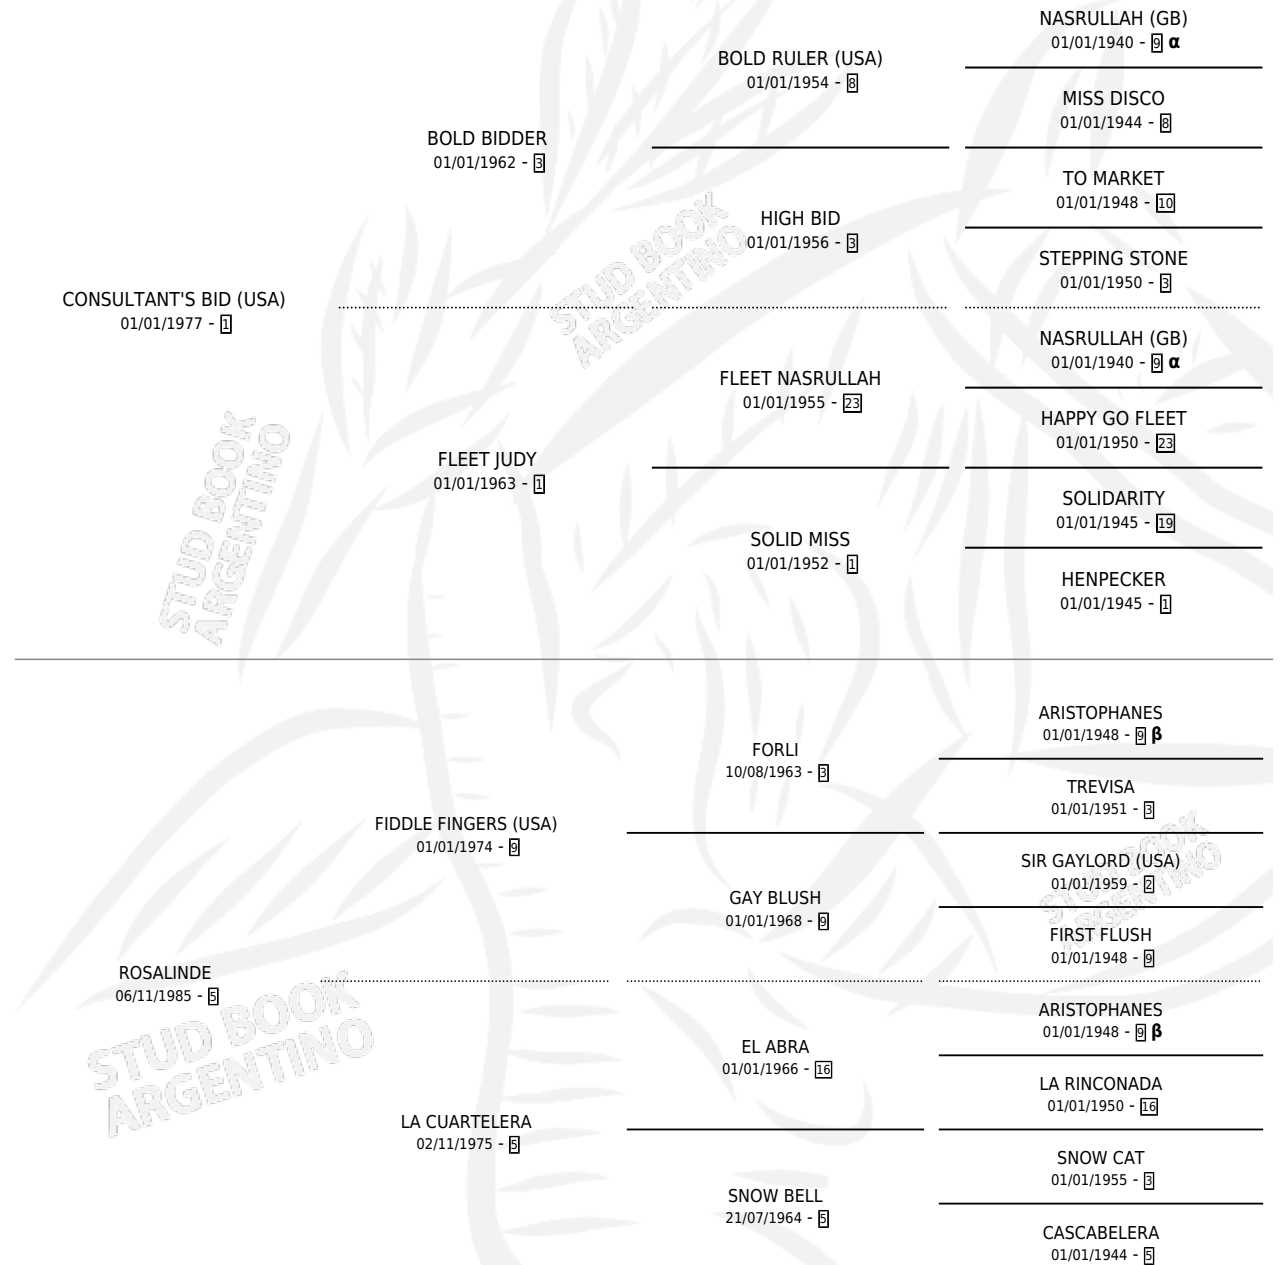 NASRULLAH (GB)
01/01/1940 - 9 α
BOLD RULER (USA)
01/01/1954 - 8
MISS DISCO
01/01/1944 - 8
BOLD BIDDER
01/01/1962 - 3
TO MARKET
01/01/1948 - 10
HIGH BID
01/01/1956 - 3
STEPPING STONE
01/01/1950 - 3
CONSULTANT'S BID (USA)
01/01/1977 - 1
NASRULLAH (GB)
01/01/1940 - 9 α
FLEET NASRULLAH
01/01/1955 - 23
HAPPY GO FLEET
01/01/1950 - 23
FLEET JUDY
01/01/1963 - 1
SOLIDARITY
01/01/1945 - 19
SOLID MISS
01/01/1952 - 1
HENPECKER
01/01/1945 - 1
ARISTOPHANES
01/01/1948 - 9 β
FORLI
10/08/1963 - 3
TREVISA
01/01/1951 - 3
FIDDLE FINGERS (USA)
01/01/1974 - 9
SIR GAYLORD (USA)
01/01/1959 - 2
GAY BLUSH
01/01/1968 - 9
FIRST FLUSH
01/01/1948 - 9
ROSALINDE
06/11/1985 - 5
ARISTOPHANES
01/01/1948 - 9 β
EL ABRA
01/01/1966 - 16
LA RINCONADA
01/01/1950 - 16
LA CUARTELERA
02/11/1975 - 5
SNOW CAT
01/01/1955 - 3
SNOW BELL
21/07/1964 - 5
CASCABELERA
01/01/1944 - 5
STUD BOOK
ARGENTINO
STUD BOOK
ARGENTINO
STUD BOOK
ARGENTINO
STUD BOOK
ARGENTINO